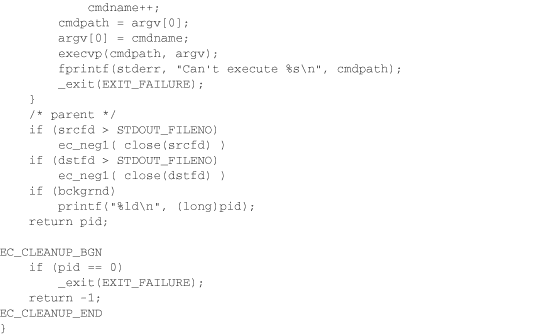 cmdname++;
        cmdpath = argv[0];
        argv[0] = cmdname;
        execvp(cmdpath, argv);
        fprintf(stderr, "Can't execute %s\n", cmdpath);
        _exit(EXIT_FAILURE);
    }
    /* parent */
    if (srcfd > STDOUT_FILENO)
        ec_neg1( close(srcfd) )
    if (dstfd > STDOUT_FILENO)
        ec_neg1( close(dstfd) )
    if (bckgrnd)
        printf("%ld\n", (long)pid);
    return pid;

EC_CLEANUP_BGN
    if (pid == 0)
        _exit(EXIT_FAILURE);
    return -1;
EC_CLEANUP_END
}